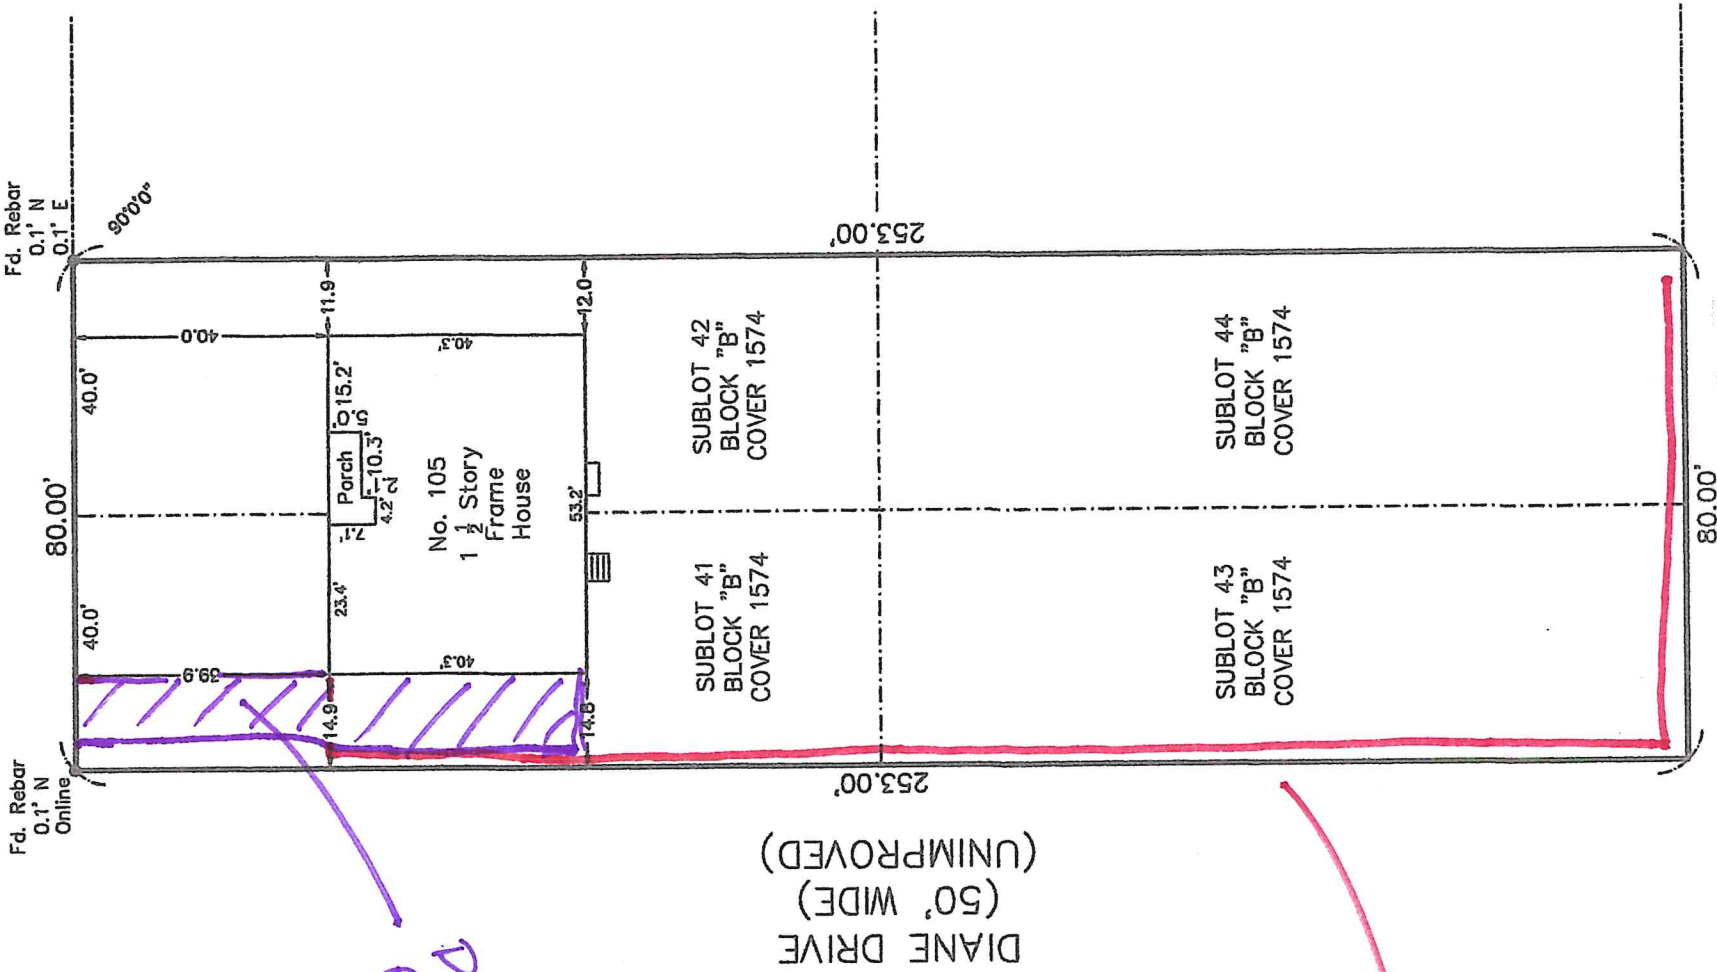 Fd. Rebar
0.1' N
0.1' E
90°0'0"
80.00'
40.0'
40.0'
40.0
11.9
40.3'
12.0
Porch
15.2'
5.0'
10.3'
4.2'
2.1'
7.1'
23.4'
No. 105
1 1/2 Story
Frame
House
53.2'
39.9
14.9
40.3'
14.8
Fd. Rebar
0.1' N
Online
253.00'
253.00'
SUBLOT 42
BLOCK "B"
COVER 1574
SUBLOT 41
BLOCK "B"
COVER 1574
SUBLOT 44
BLOCK "B"
COVER 1574
SUBLOT 43
BLOCK "B"
COVER 1574
80.00'
DIANE DRIVE
(50' WIDE)
(UNIMPROVED)